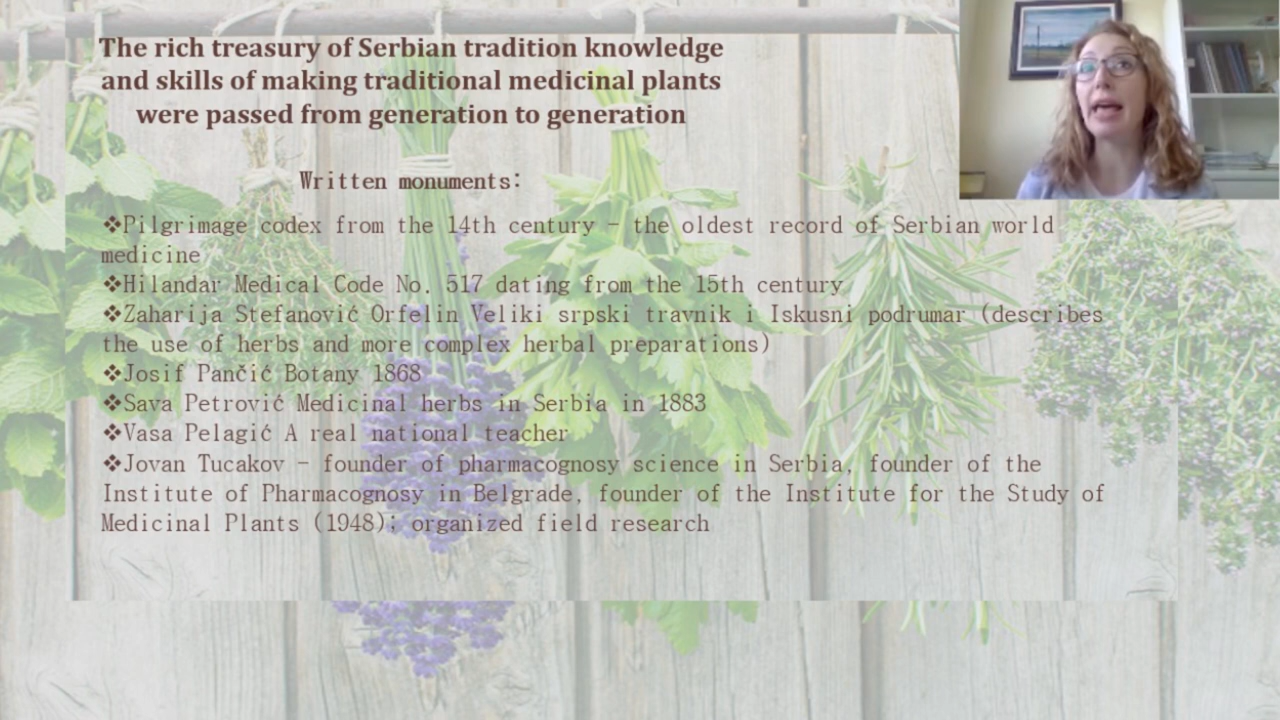 The rich treasury of Serbian tradition knowledge
and skills of making traditional medicinal plants
were passed from generation to generation
Written monuments:
❖Pilgrimage codex from the 14th century – the oldest record of Serbian world
medicine
❖Hilandar Medical Code No. 517 dating from the 15th century
❖Zaharija Stefanović Orfelin Veliki srpski travnik i Iskusni podrumar (describes
the use of herbs and more complex herbal preparations)
❖Josif Pančić Botany 1868
❖Sava Petrović Medicinal herbs in Serbia in 1883
❖Vasa Pelagić A real national teacher
❖Jovan Tucakov – founder of pharmacognosy science in Serbia, founder of the
Institute of Pharmacognosy in Belgrade, founder of the Institute for the Study of
Medicinal Plants (1948); organized field research